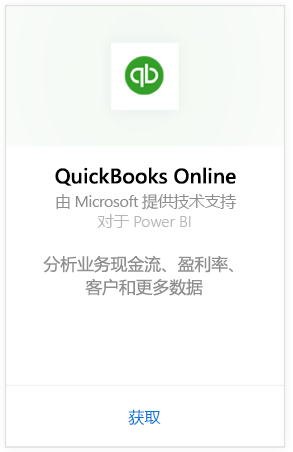 qb
QuickBooks Online
由 Microsoft 提供技术支持
对于 Power BI
分析业务现金流、盈利率、
客户和更多数据
获取